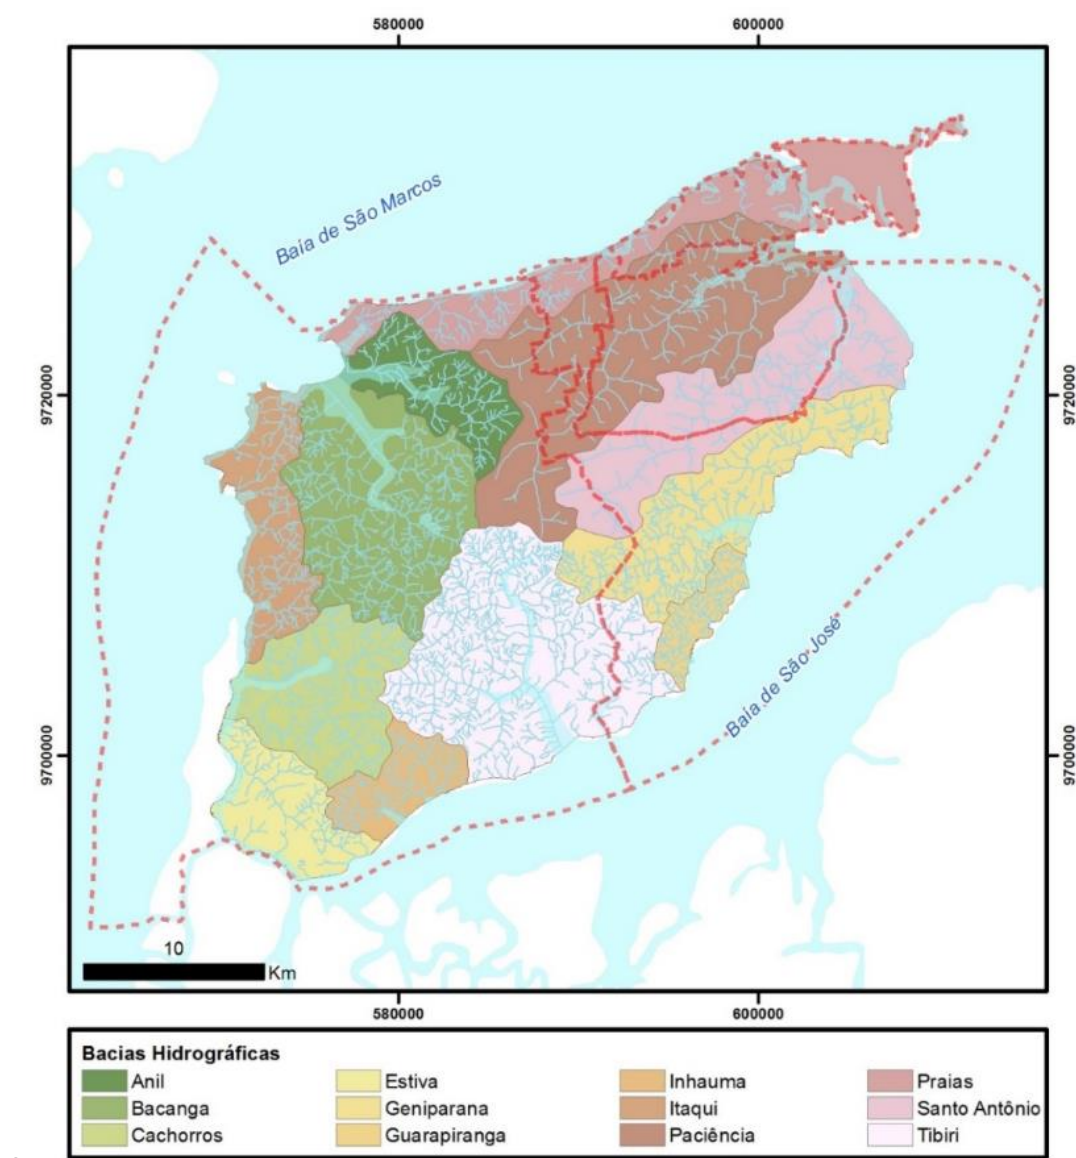 580000 600000
Baía de São Marcos
9720000 9720000
Baía de São José
9700000 9700000
10
Km
580000 600000
Bacias Hidrográficas
Anil Estiva Inhauma Praias
Bacanga Geniparana Itaqui Santo Antônio
Cachorros Guarapiranga Paciência Tibiri